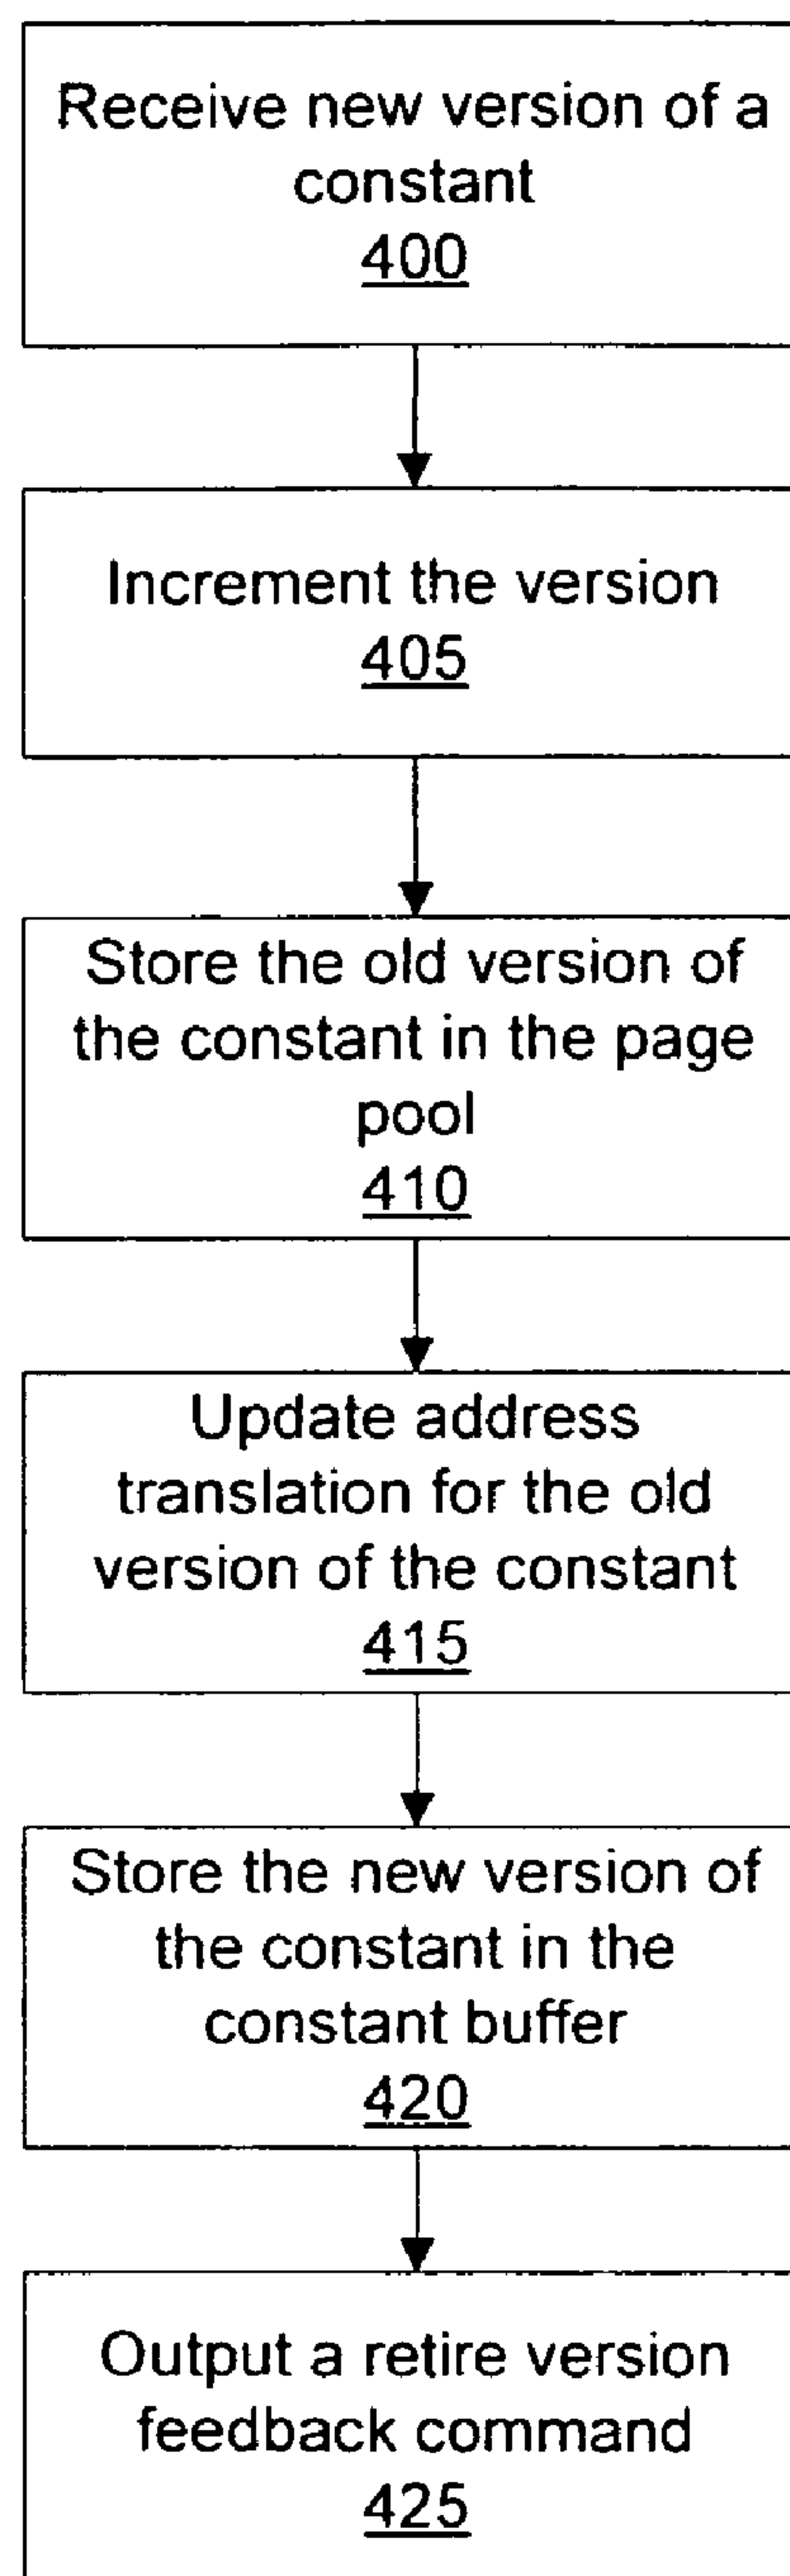 Receive new version of a
constant
400
Increment the version
405
Store the old version of
the constant in the page
pool
410
Update address
translation for the old
version of the constant
415
Store the new version of
the constant in the
constant buffer
420
Output a retire version
feedback command
425